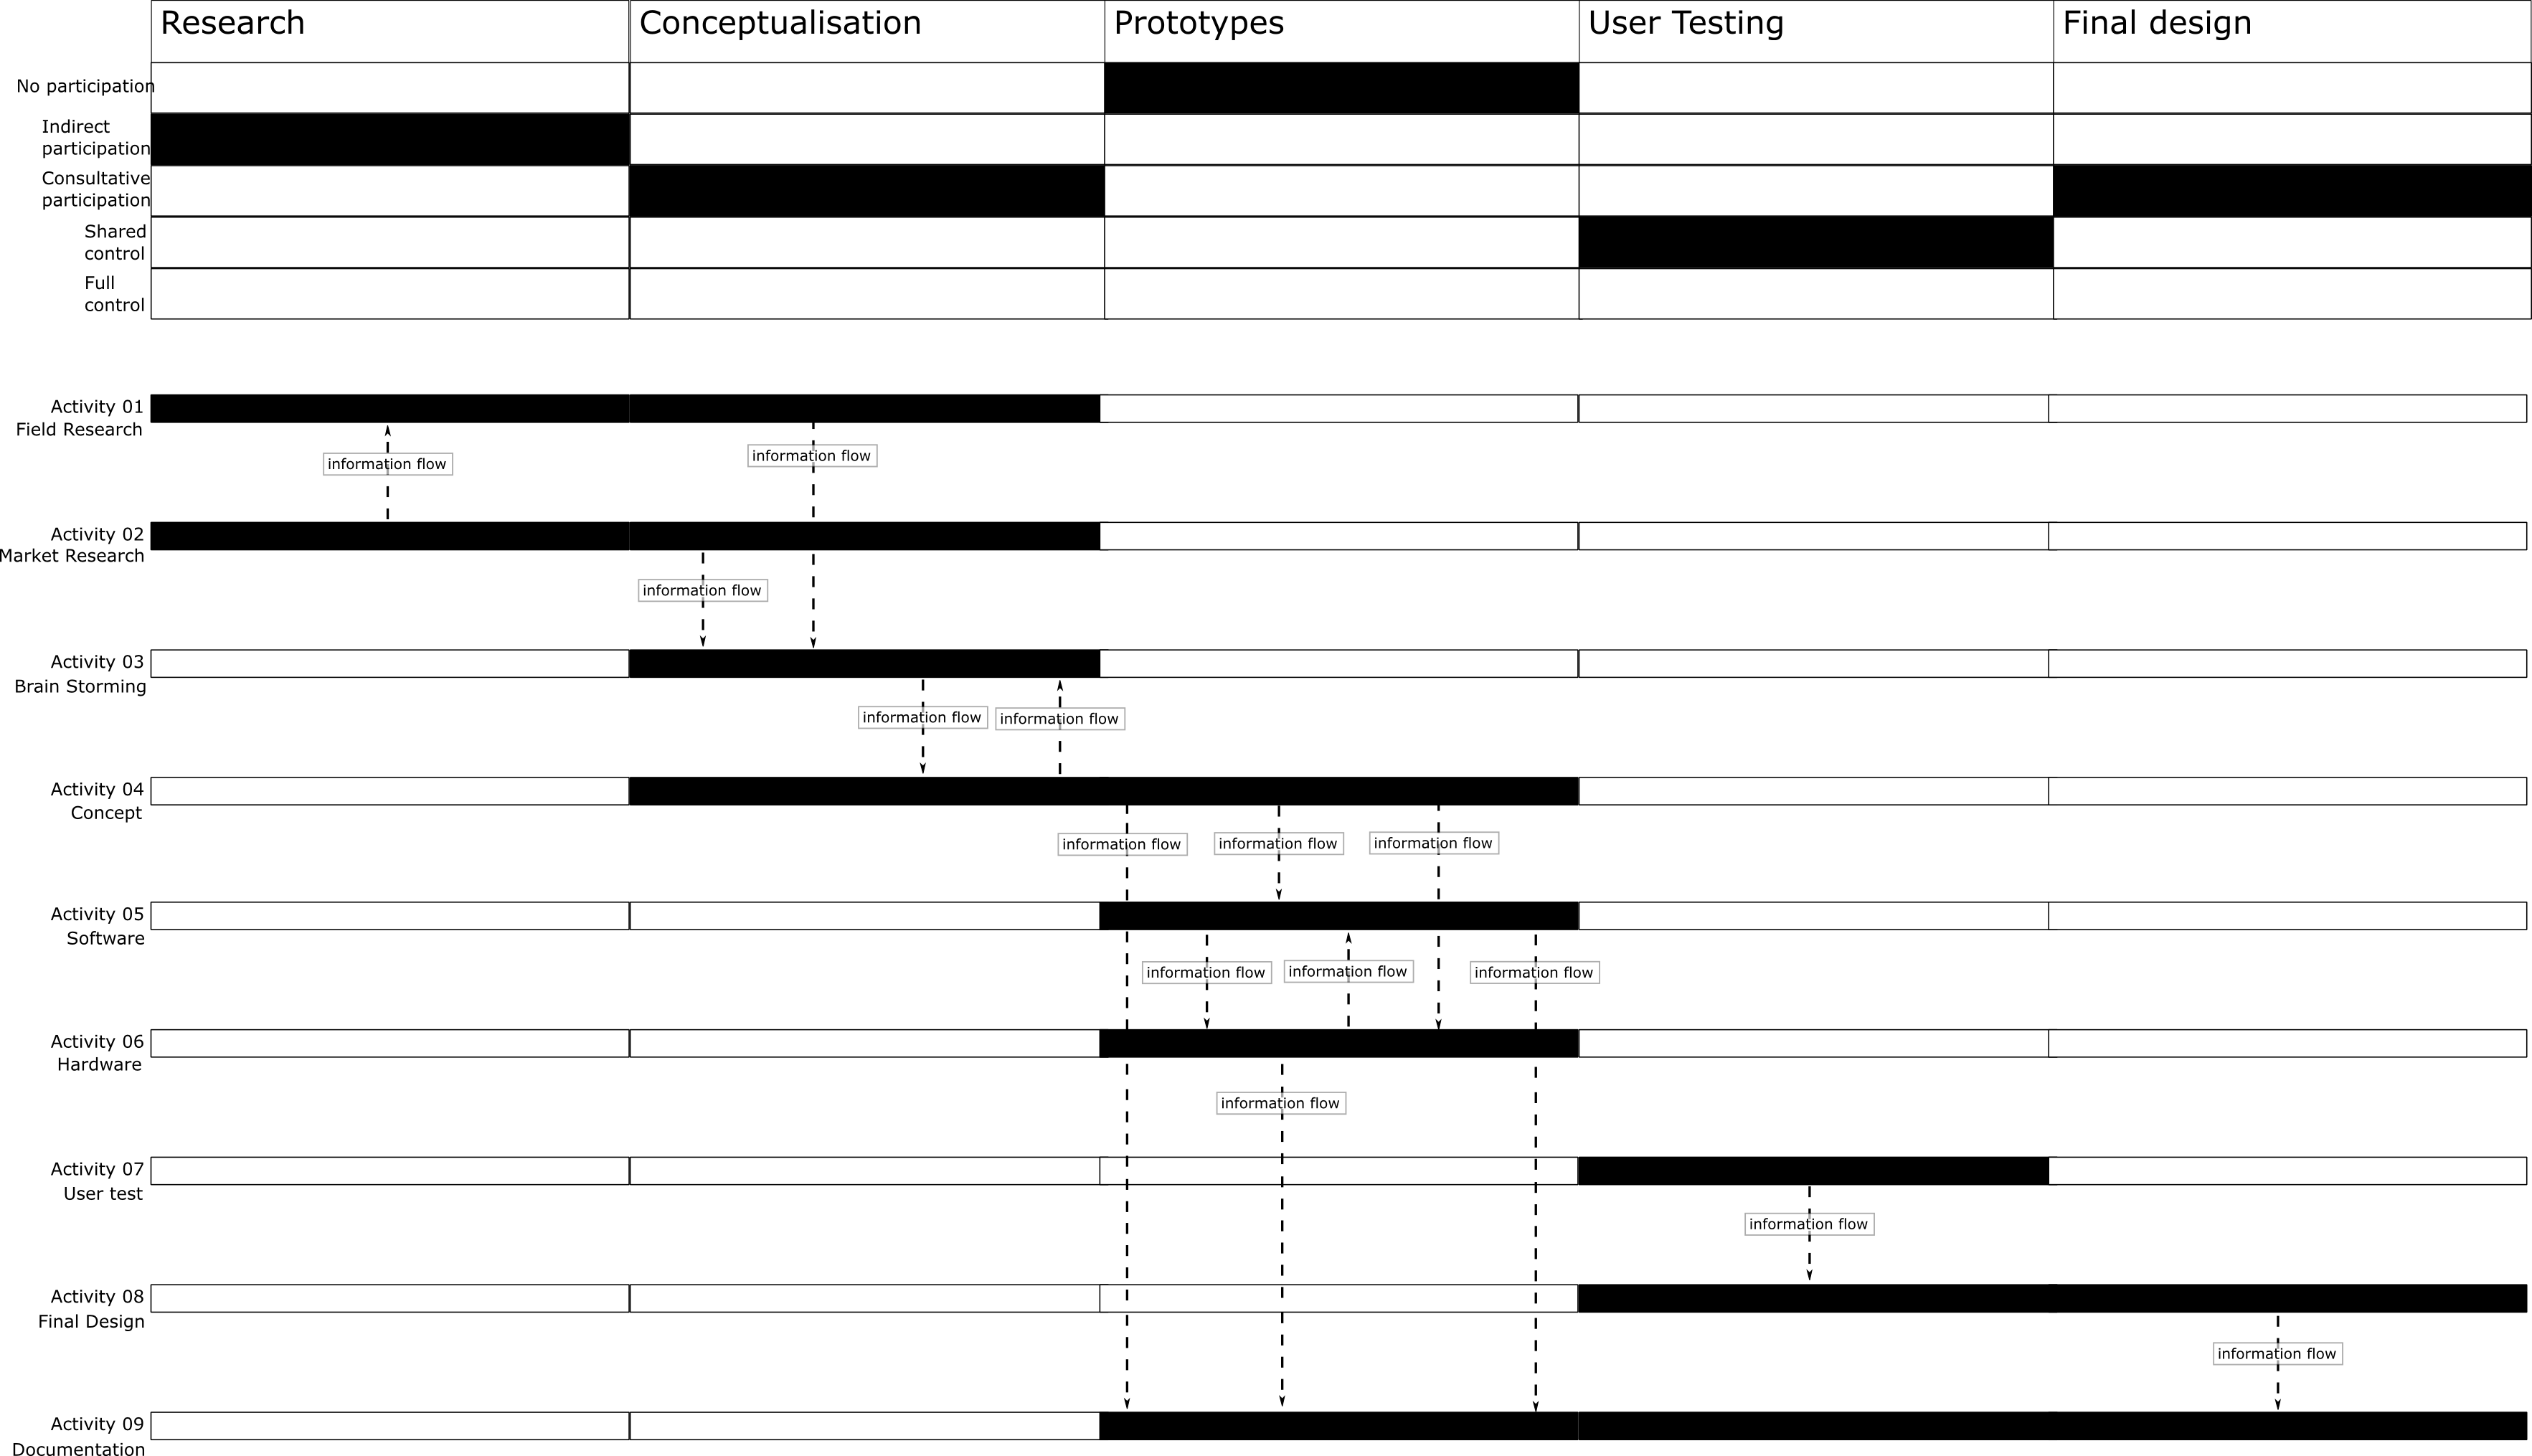 Research
Conceptualisation
Prototypes
User Testing
Final design
No participation
Indirect
participation
Consultative
participation
Shared
control
Full
control
Activity 01
Field Research
information flow
information flow
Activity 02
Market Research
information flow
Activity 03
Brain Storming
information flow
information flow
Activity 04
Concept
information flow
information flow
information flow
Activity 05
Software
information flow
information flow
information flow
Activity 06
Hardware
information flow
Activity 07
User test
information flow
Activity 08
Final Design
information flow
Activity 09
Documentation